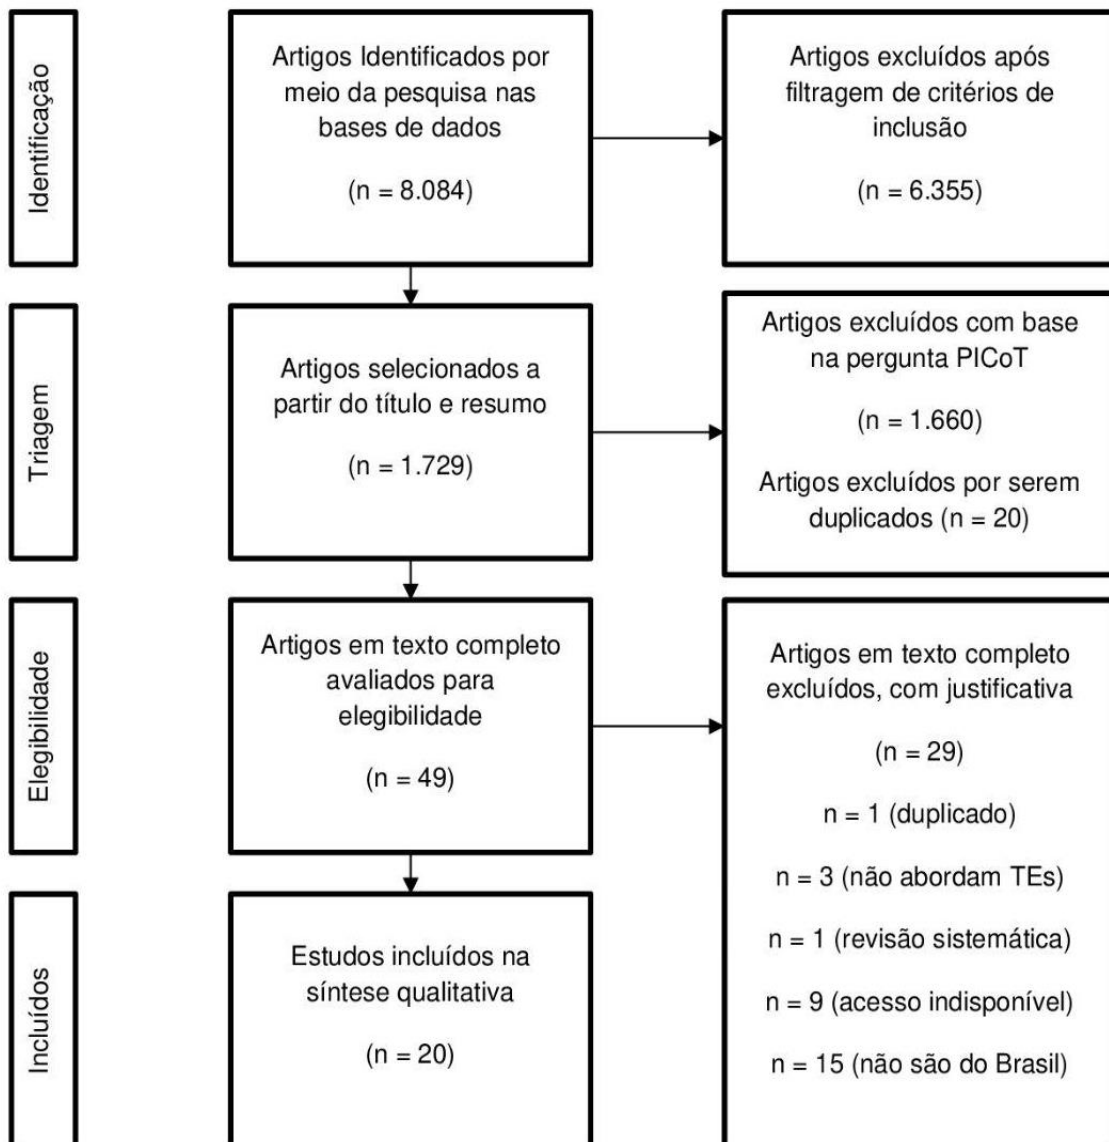 Identificação
Artigos Identificados por
meio da pesquisa nas
bases de dados
(n = 8.084)
Artigos excluídos após
filtragem de critérios de
inclusão
(n = 6.355)
Triagem
Artigos selecionados a
partir do título e resumo
(n = 1.729)
Artigos excluídos com base
na pergunta PICoT
(n = 1.660)
Artigos excluídos por serem
duplicados (n = 20)
Elegibilidade
Artigos em texto completo
avaliados para
elegibilidade
(n = 49)
Artigos em texto completo
excluídos, com justificativa
(n = 29)
n = 1 (duplicado)
n = 3 (não abordam TEs)
n = 1 (revisão sistemática)
n = 9 (acesso indisponível)
n = 15 (não são do Brasil)
Incluídos
Estudos incluídos na
síntese qualitativa
(n = 20)